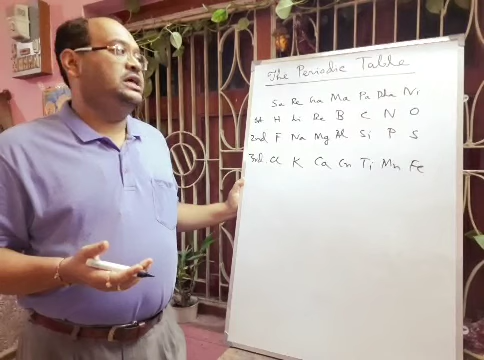 The Periodic Table
Sa Re Ga Ma Pa Dha Ni
1st H Li Be B C N O
2nd F Na Mg Al Si P S
3rd Cl K Ca Cr Ti Mn Fe